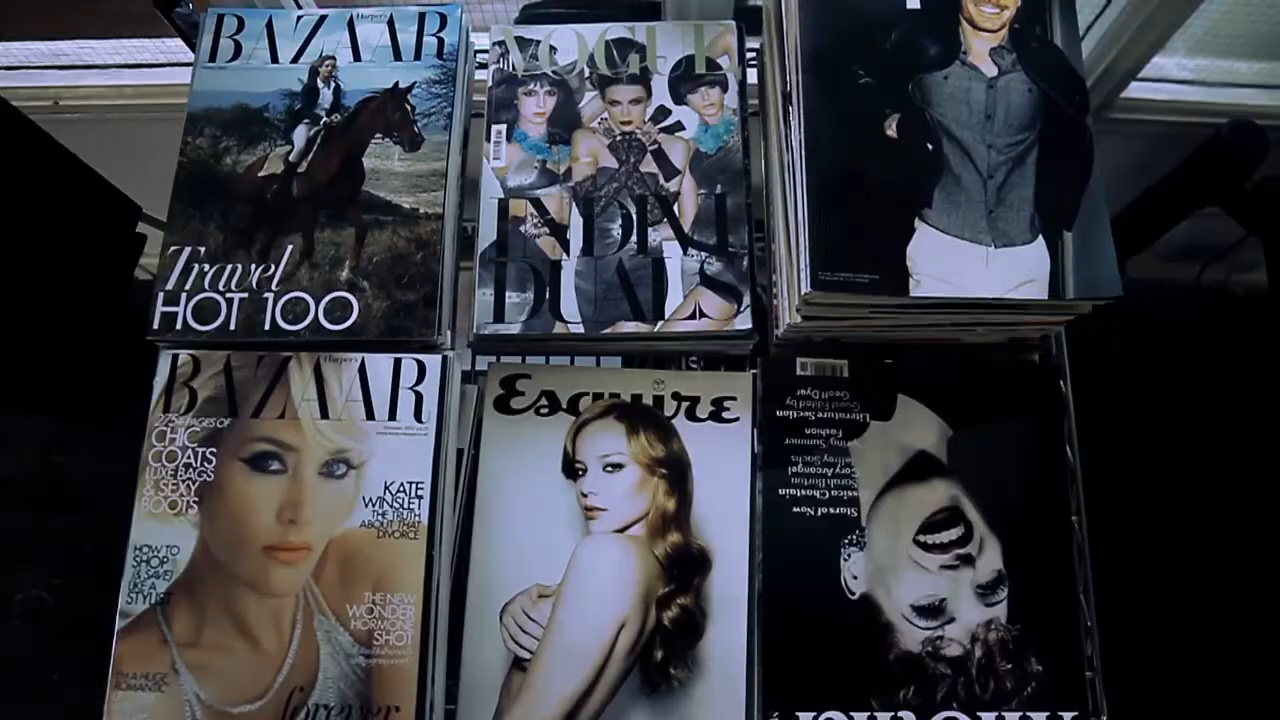 Harper's
BAZAAR
Travel
HOT 100
VOGUE
INDIVI
DUALS
Harper's
BAZAAR
275 PAGES OF
CHIC
COATS
LUXE BAGS
& SEXY
BOOTS
HOW TO
SHOP
(& SAVE)
LIKE A
STYLIST
I'M A HUGE
ROMANTIC
KATE
WINSLET
THE TRUTH
ABOUT THAT
DIVORCE
THE NEW
WONDER
HORMONE
SHOT
forever
Esquire
Stars of Now
Jessica Chastain
Sarah Burton
Cory Arcangel
Jeffrey Sachs
Spring/Summer
Fashion
Literature Section
Guest Edited by
Geoff Dyer